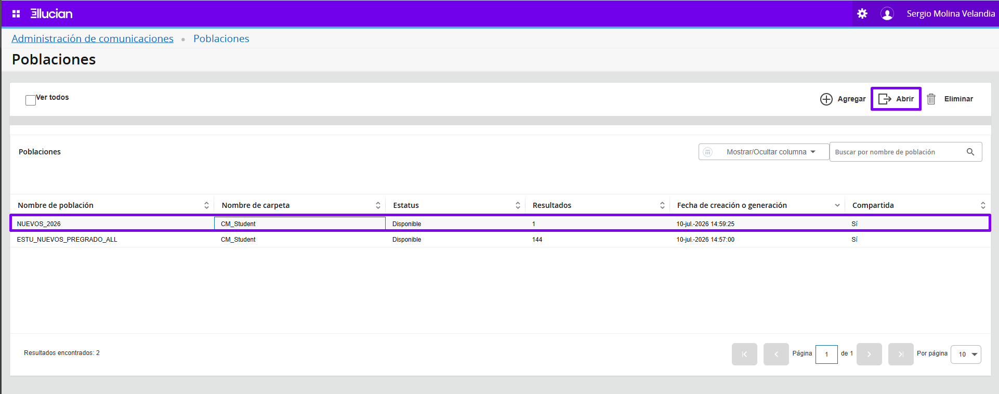 Ellucian
Sergio Molina Velandia
Administración de comunicaciones • Poblaciones
Poblaciones
Ver todos
Agregar
Abrir
Eliminar
Poblaciones
Mostrar/Ocultar columna
Buscar por nombre de población
Nombre de población Nombre de carpeta Estatus Resultados Fecha de creación o generación Compartida
NUEVOS_2026 CM_Student Disponible 1 10-jul.-2026 14:59:25 Sí
ESTU_NUEVOS_PREGRADO_ALL CM_Student Disponible 144 10-jul.-2026 14:57:00 Sí
Resultados encontrados: 2
Página 1 de 1
Por página 10